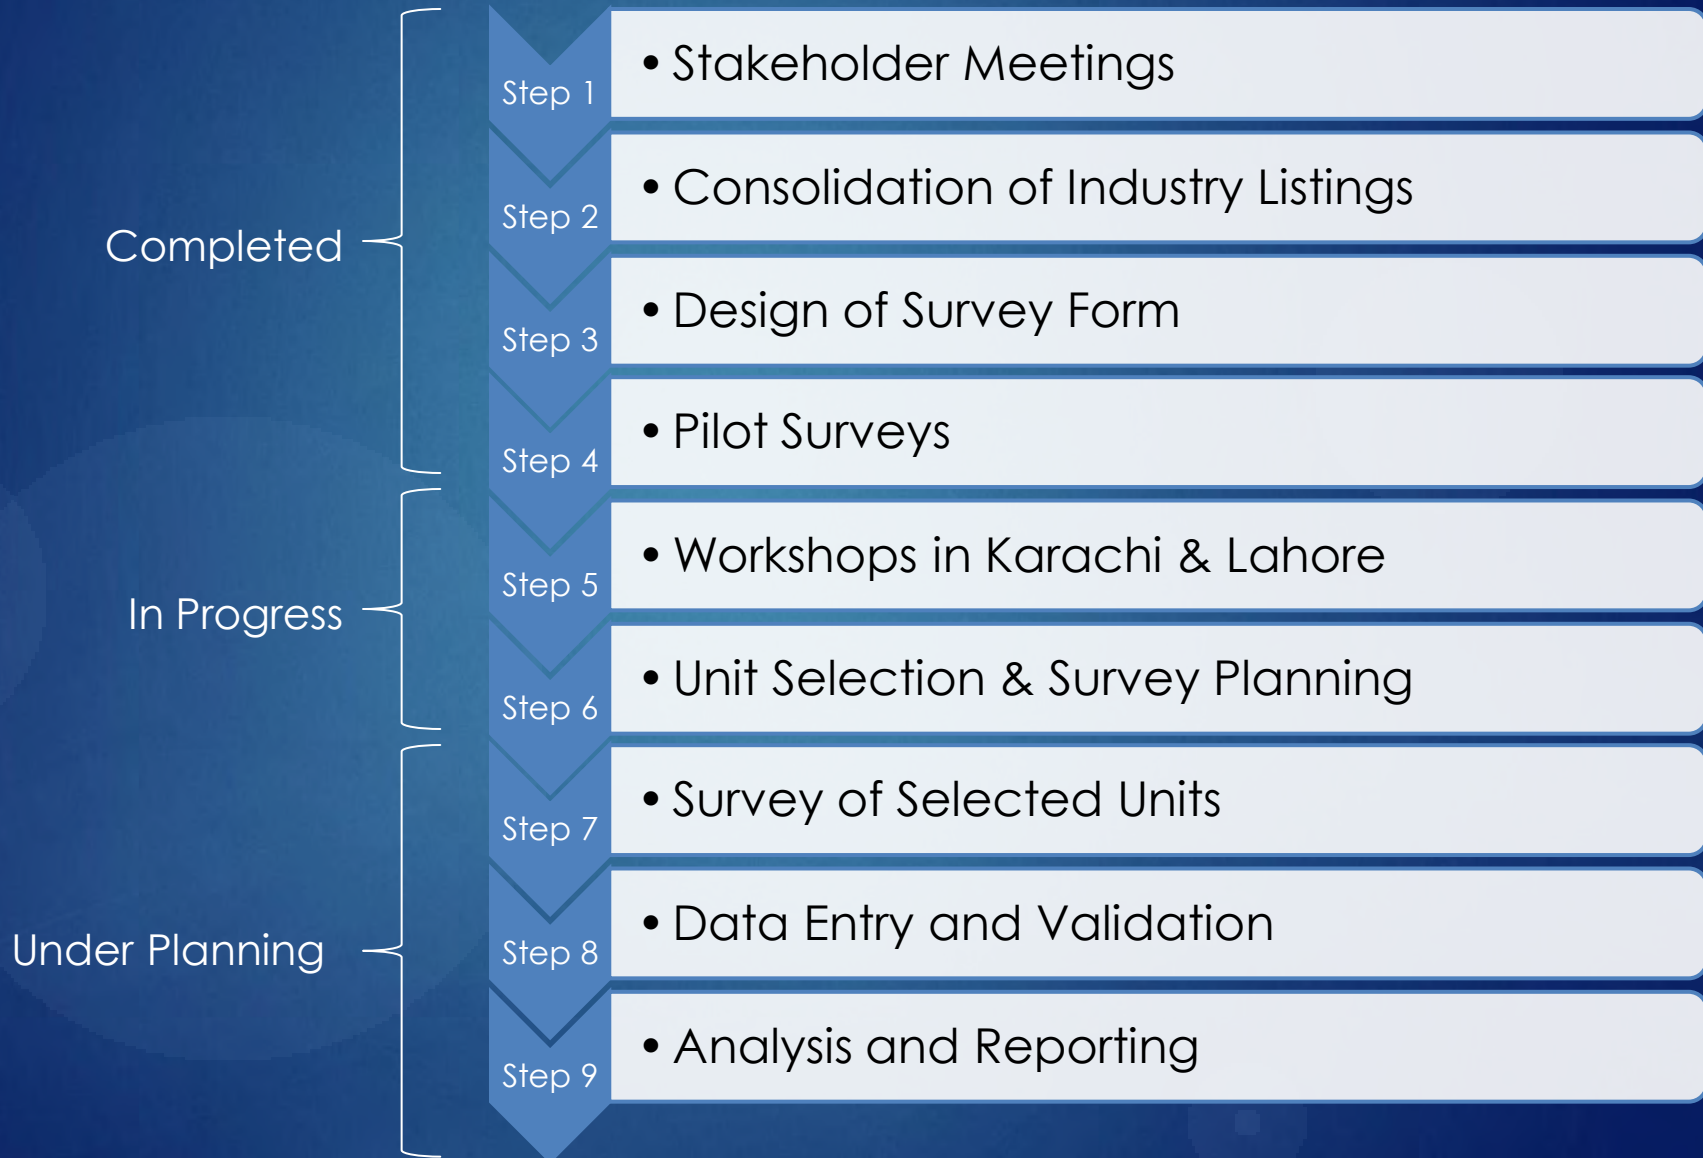 Completed
Step 1
• Stakeholder Meetings
Step 2
• Consolidation of Industry Listings
Step 3
• Design of Survey Form
Step 4
• Pilot Surveys
In Progress
Step 5
• Workshops in Karachi & Lahore
Step 6
• Unit Selection & Survey Planning
Under Planning
Step 7
• Survey of Selected Units
Step 8
• Data Entry and Validation
Step 9
• Analysis and Reporting